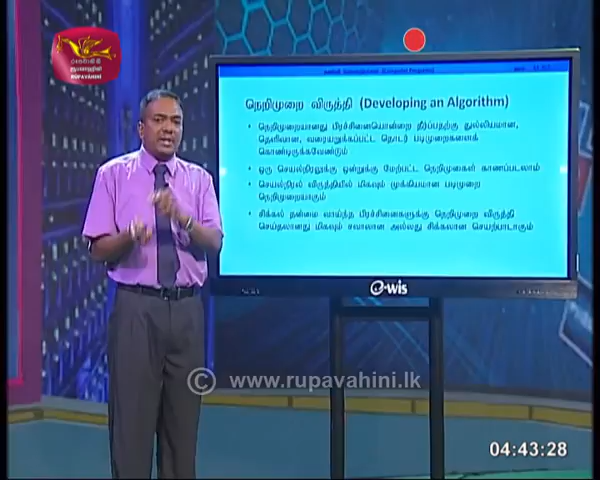 RUPAVAHINI
நெறிமுறை விருத்தி (Developing an Algorithm)
• நெறிமுறையானது பிரச்சினையொன்றை தீர்ப்பதற்கு துல்லியமான,
தெளிவான, வரையறுக்கப்பட்ட தொடர் படிமுறைகளைக்
கொண்டிருக்கவேண்டும்
• ஒரு செயல்நிரலுக்கு ஒன்றுக்கு மேற்பட்ட நெறிமுறைகள் காணப்படலாம்
• செயல்நிரல் விருத்தியில் மிகவும் முக்கியமான படிமுறை
நெறிமுறையாகும்
• சிக்கல் தன்மை வாய்ந்த பிரச்சினைகளுக்கு நெறிமுறை விருத்தி
செய்தலானது மிகவும் சவாலான அல்லது சிக்கலான செயற்பாடாகும்
e-wis
© www.rupavahini.lk
04:43:28